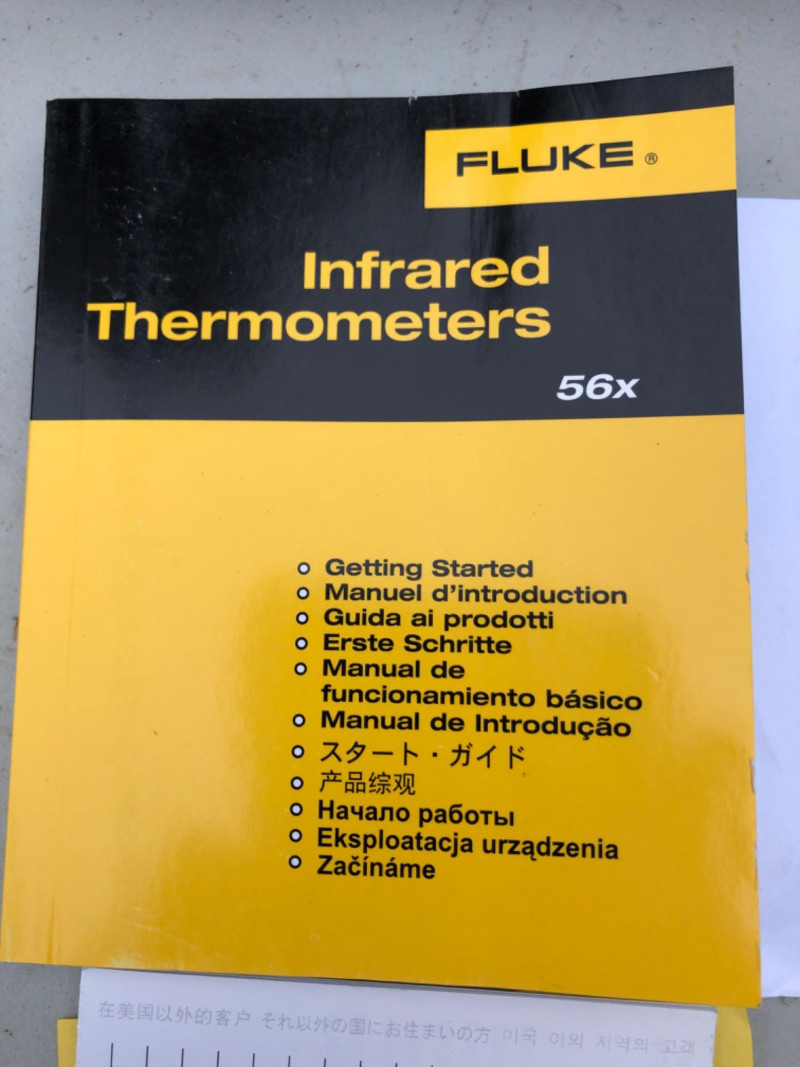 FLUKE®
Infrared
Thermometers
56x
Getting Started
Manuel d'introduction
Guida ai prodotti
Erste Schritte
Manual de
funcionamiento básico
Manual de Introdução
スタート・ガイド
产品综观
Начало работы
Eksploatacja urządzenia
Začínáme
在美国以外的客户 それ以外の国にお住まいの方 미국 이외 지역의 고객